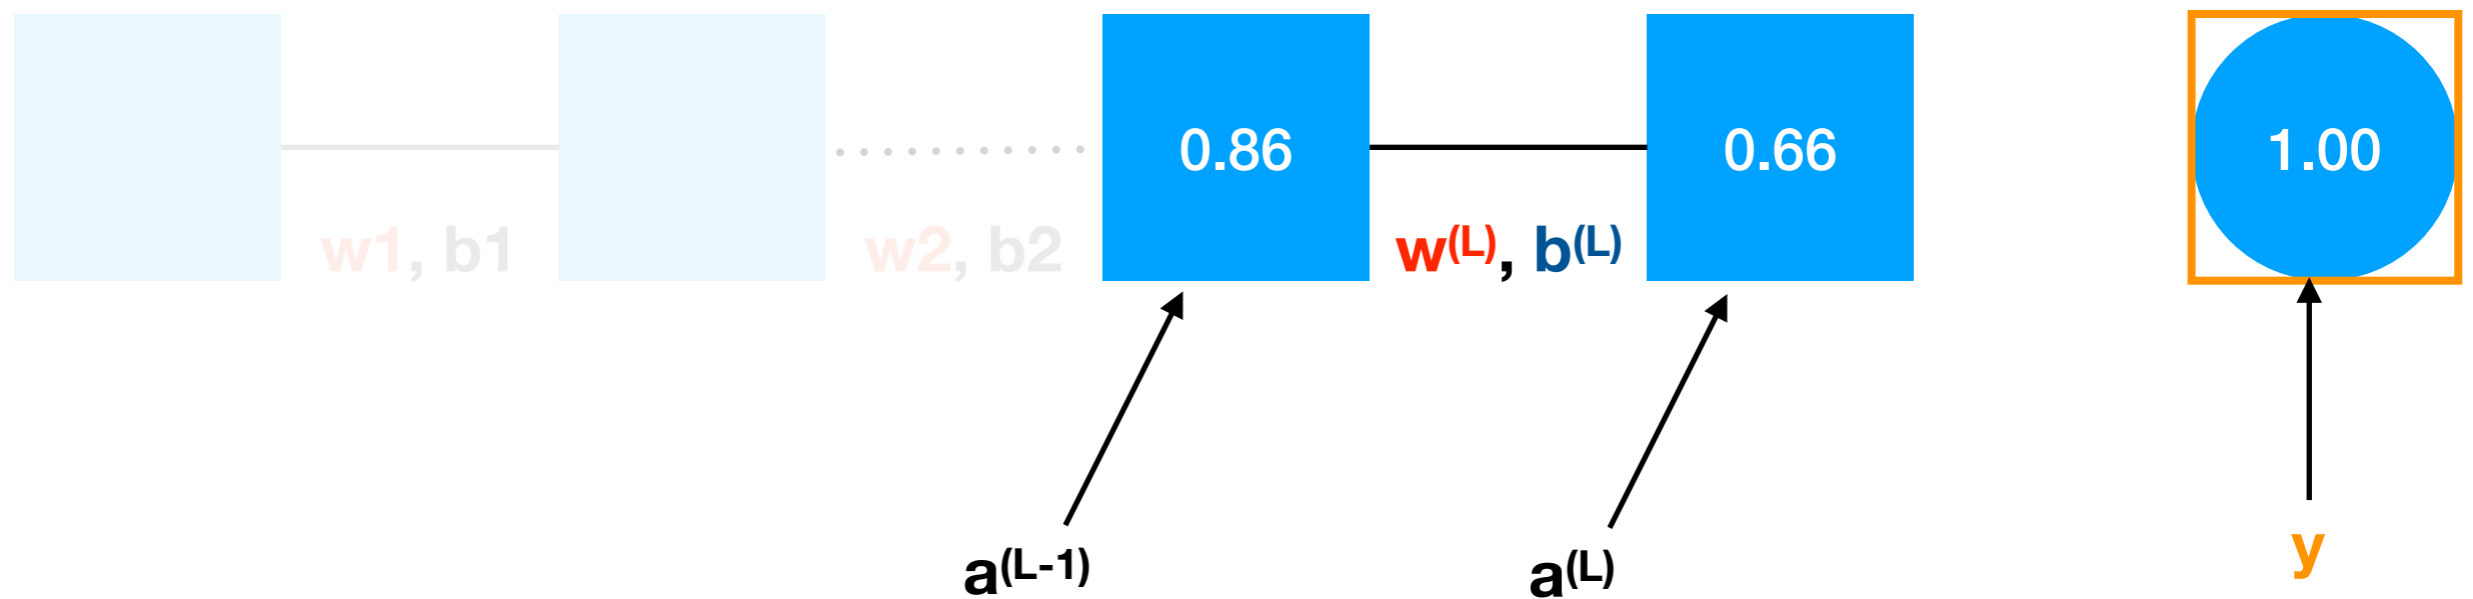 0.86 0.66 1.00
w1, b1 w2, b2 w(L), b(L)
a(L-1) a(L) y